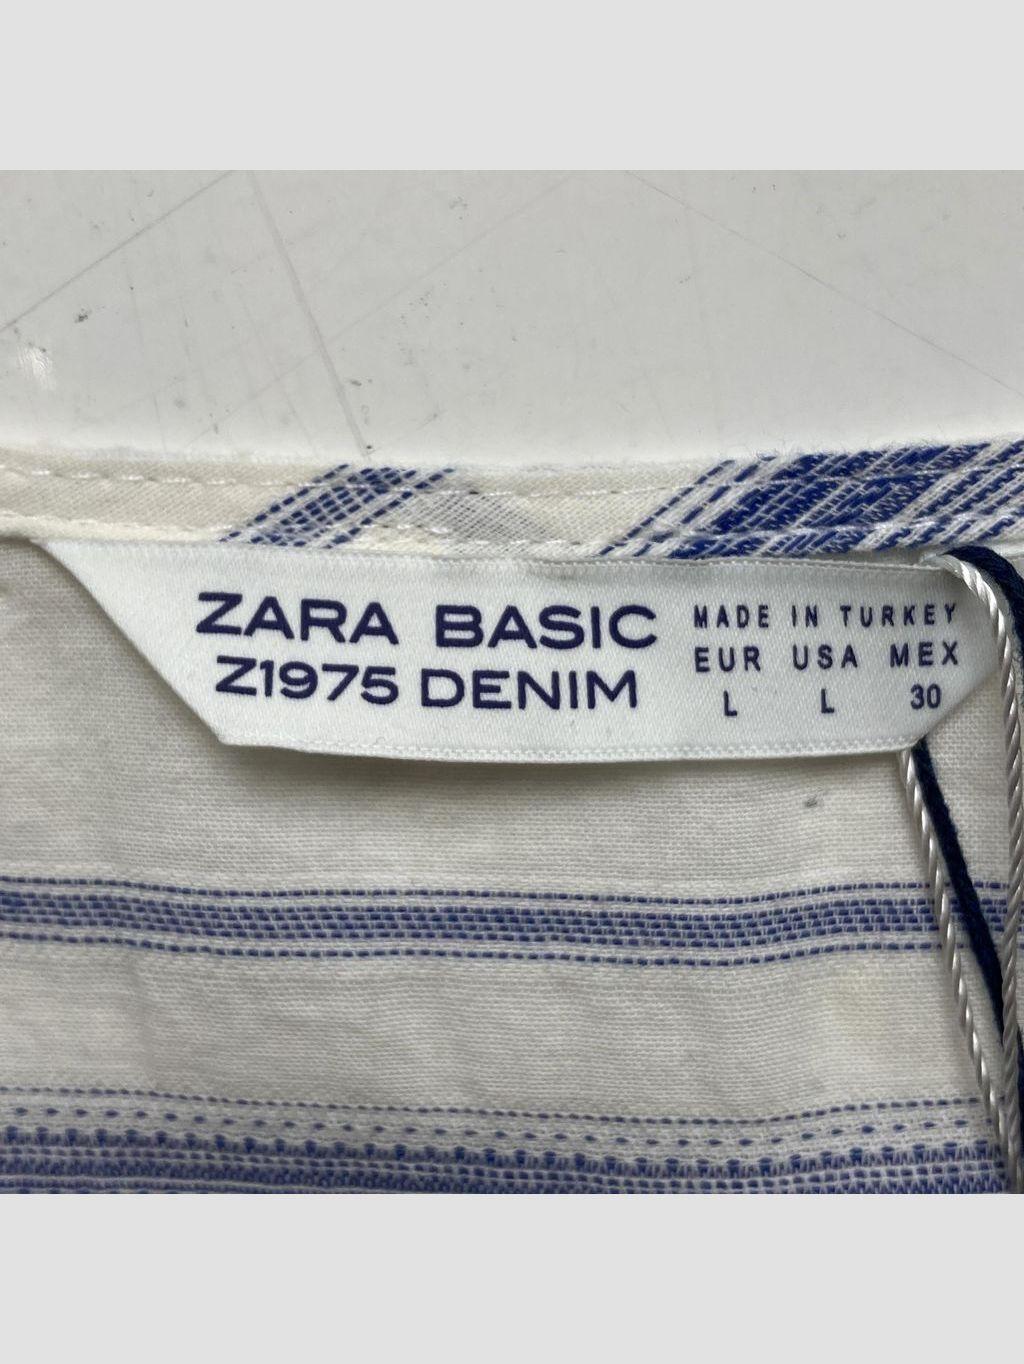 ZARA BASIC
Z1975 DENIM
MADE IN TURKEY
EUR USA MEX
L L 30